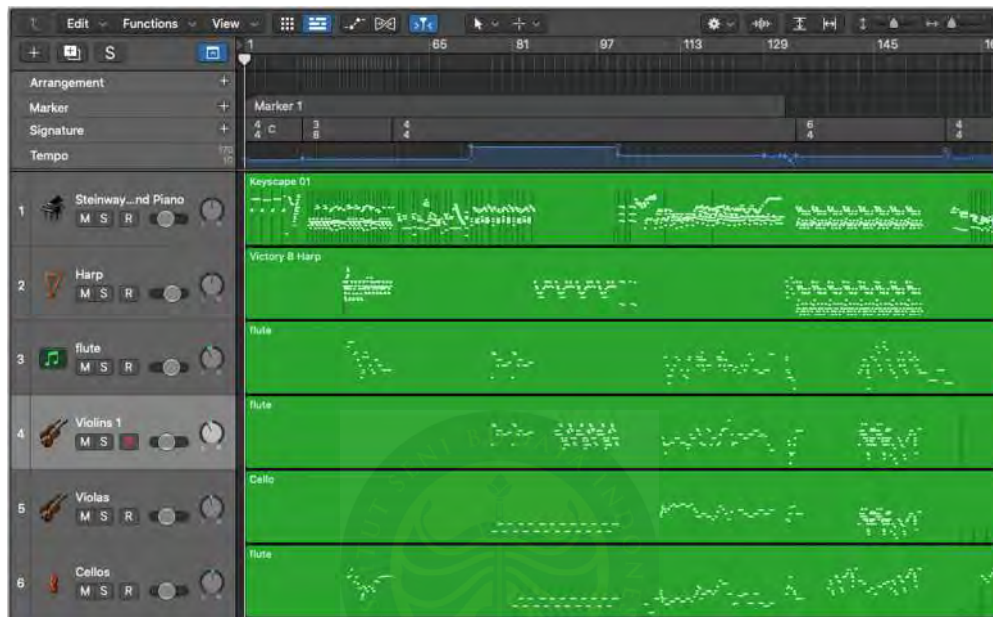 Edit Functions View
1 65 81 97 113 129 145
S
Arrangement
Marker Marker 1
Signature 4/4 C 3/8 4/4 6/4 4/4
Tempo
Keyscape 01
1 Steinway...nd Piano
M S R
Victory B Harp
2 Harp
M S R
flute
3 flute
M S R
flute
4 Violins 1
M S R
Cello
5 Violas
M S R
flute
6 Cellos
M S R